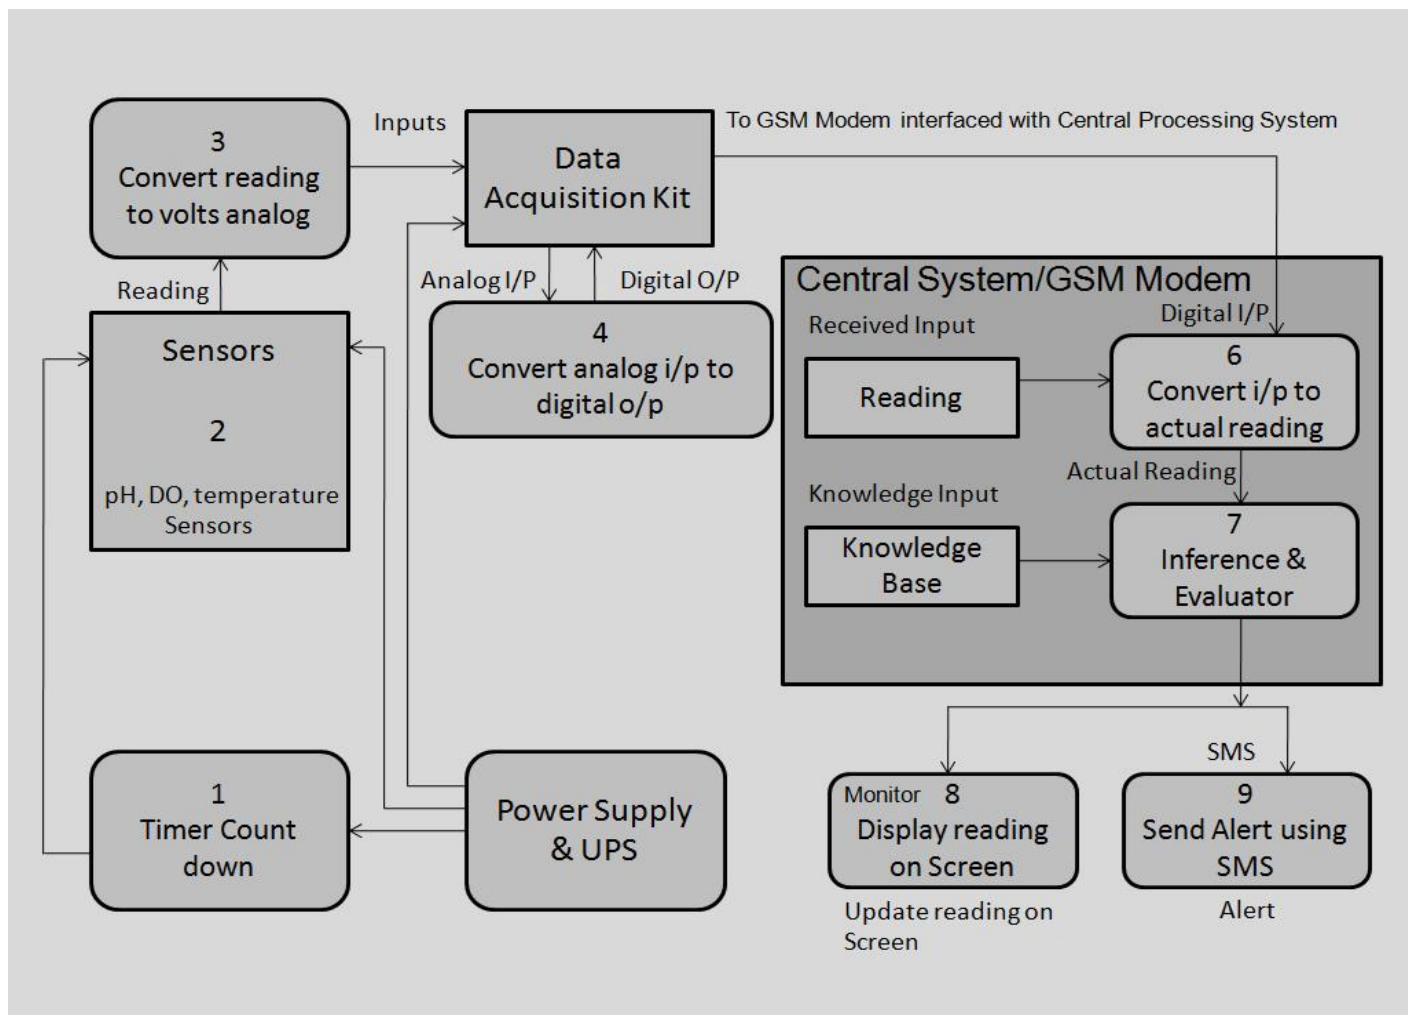 3
Convert reading
to volts analog
Inputs
Data
Acquisition Kit
To GSM Modem interfaced with Central Processing System
Reading
Analog I/P
Digital O/P
4
Convert analog i/p to
digital o/p
Sensors
2
pH, DO, temperature
Sensors
Central System/GSM Modem
Digital I/P
Received Input
Reading
6
Convert i/p to
actual reading
Actual Reading
Knowledge Input
Knowledge
Base
7
Inference &
Evaluator
1
Timer Count
down
Power Supply
& UPS
SMS
Monitor 8
Display reading
on Screen
Update reading on
Screen
9
Send Alert using
SMS
Alert